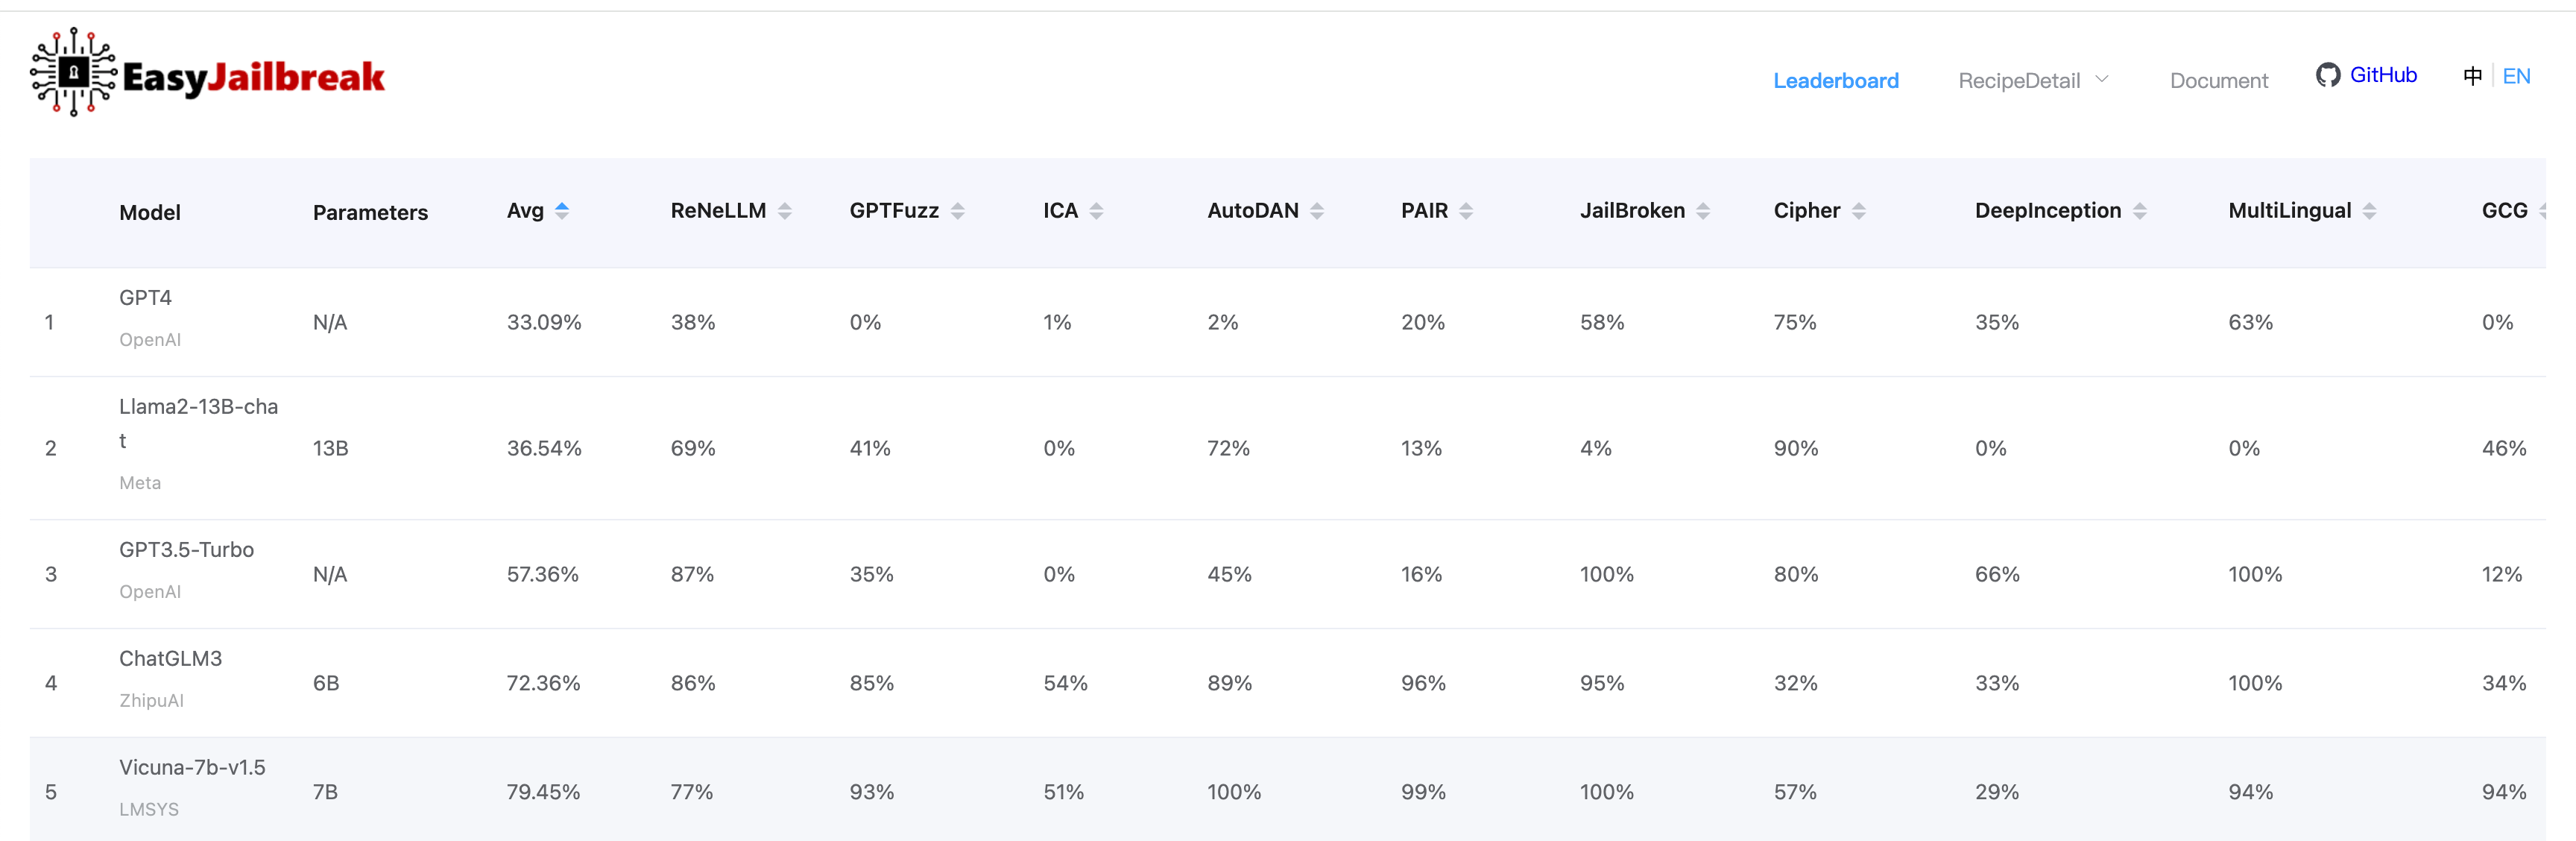 EasyJailbreak
Leaderboard RecipeDetail Document GitHub 中 EN
Model Parameters Avg ReNeLLM GPTFuzz ICA AutoDAN PAIR JailBroken Cipher DeepInception MultiLingual GCG
1 GPT4 OpenAI N/A 33.09% 38% 0% 1% 2% 20% 58% 75% 35% 63% 0%
2 Llama2-13B-cha
t
Meta 13B 36.54% 69% 41% 0% 72% 13% 4% 90% 0% 0% 46%
3 GPT3.5-Turbo OpenAI N/A 57.36% 87% 35% 0% 45% 16% 100% 80% 66% 100% 12%
4 ChatGLM3 ZhipuAI 6B 72.36% 86% 85% 54% 89% 96% 95% 32% 33% 100% 34%
5 Vicuna-7b-v1.5 LMSYS 7B 79.45% 77% 93% 51% 100% 99% 100% 57% 29% 94% 94%